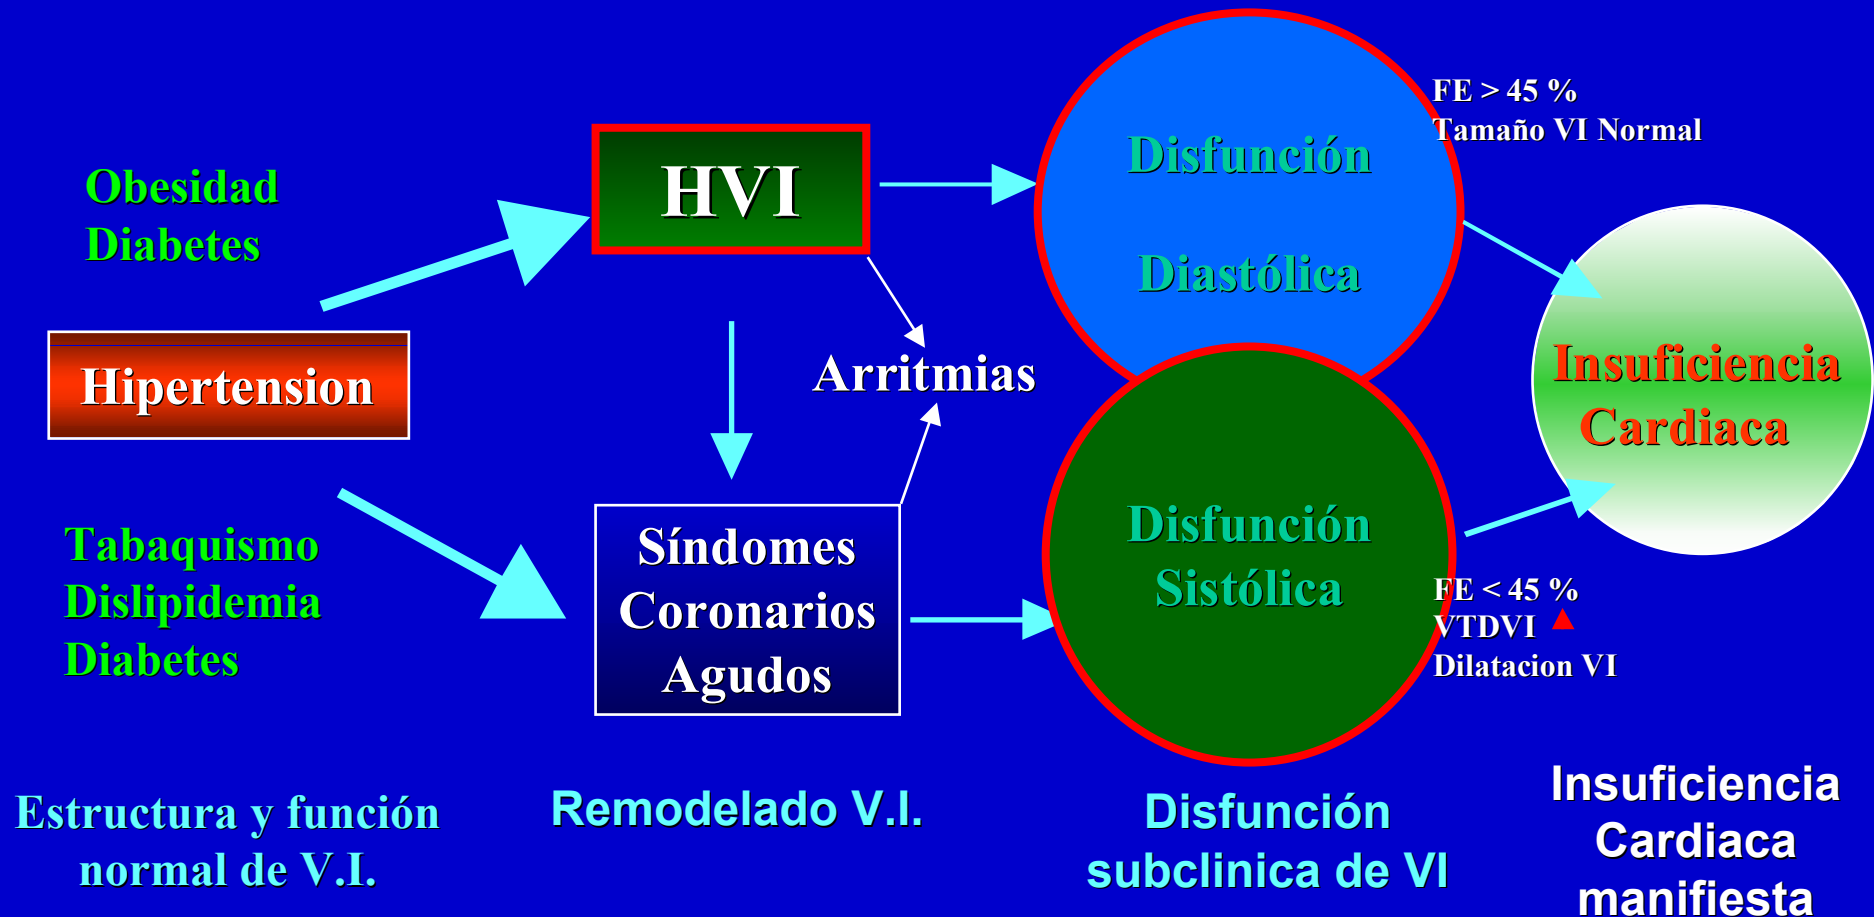 Obesidad
Diabetes
Hipertension
Tabaquismo
Dislipidemia
Diabetes
Estructura y función
normal de V.I.
HVI
Arritmias
Síndomes
Coronarios
Agudos
Remodelado V.I.
Disfunción
Diastólica
FE > 45 %
Tamaño VI Normal
Disfunción
Sistólica
FE < 45 %
VTDVI
Dilatacion VI
Disfunción
subclinica de VI
Insuficiencia
Cardiaca
Insuficiencia
Cardiaca
manifiesta